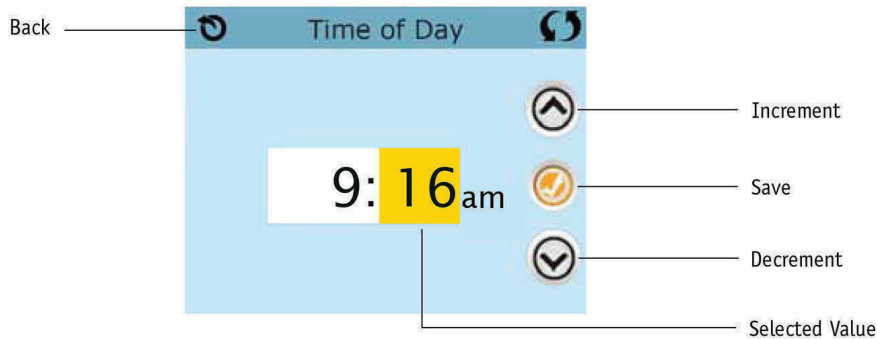 Back
Time of Day
Increment
9:16am
Save
Decrement
Selected Value